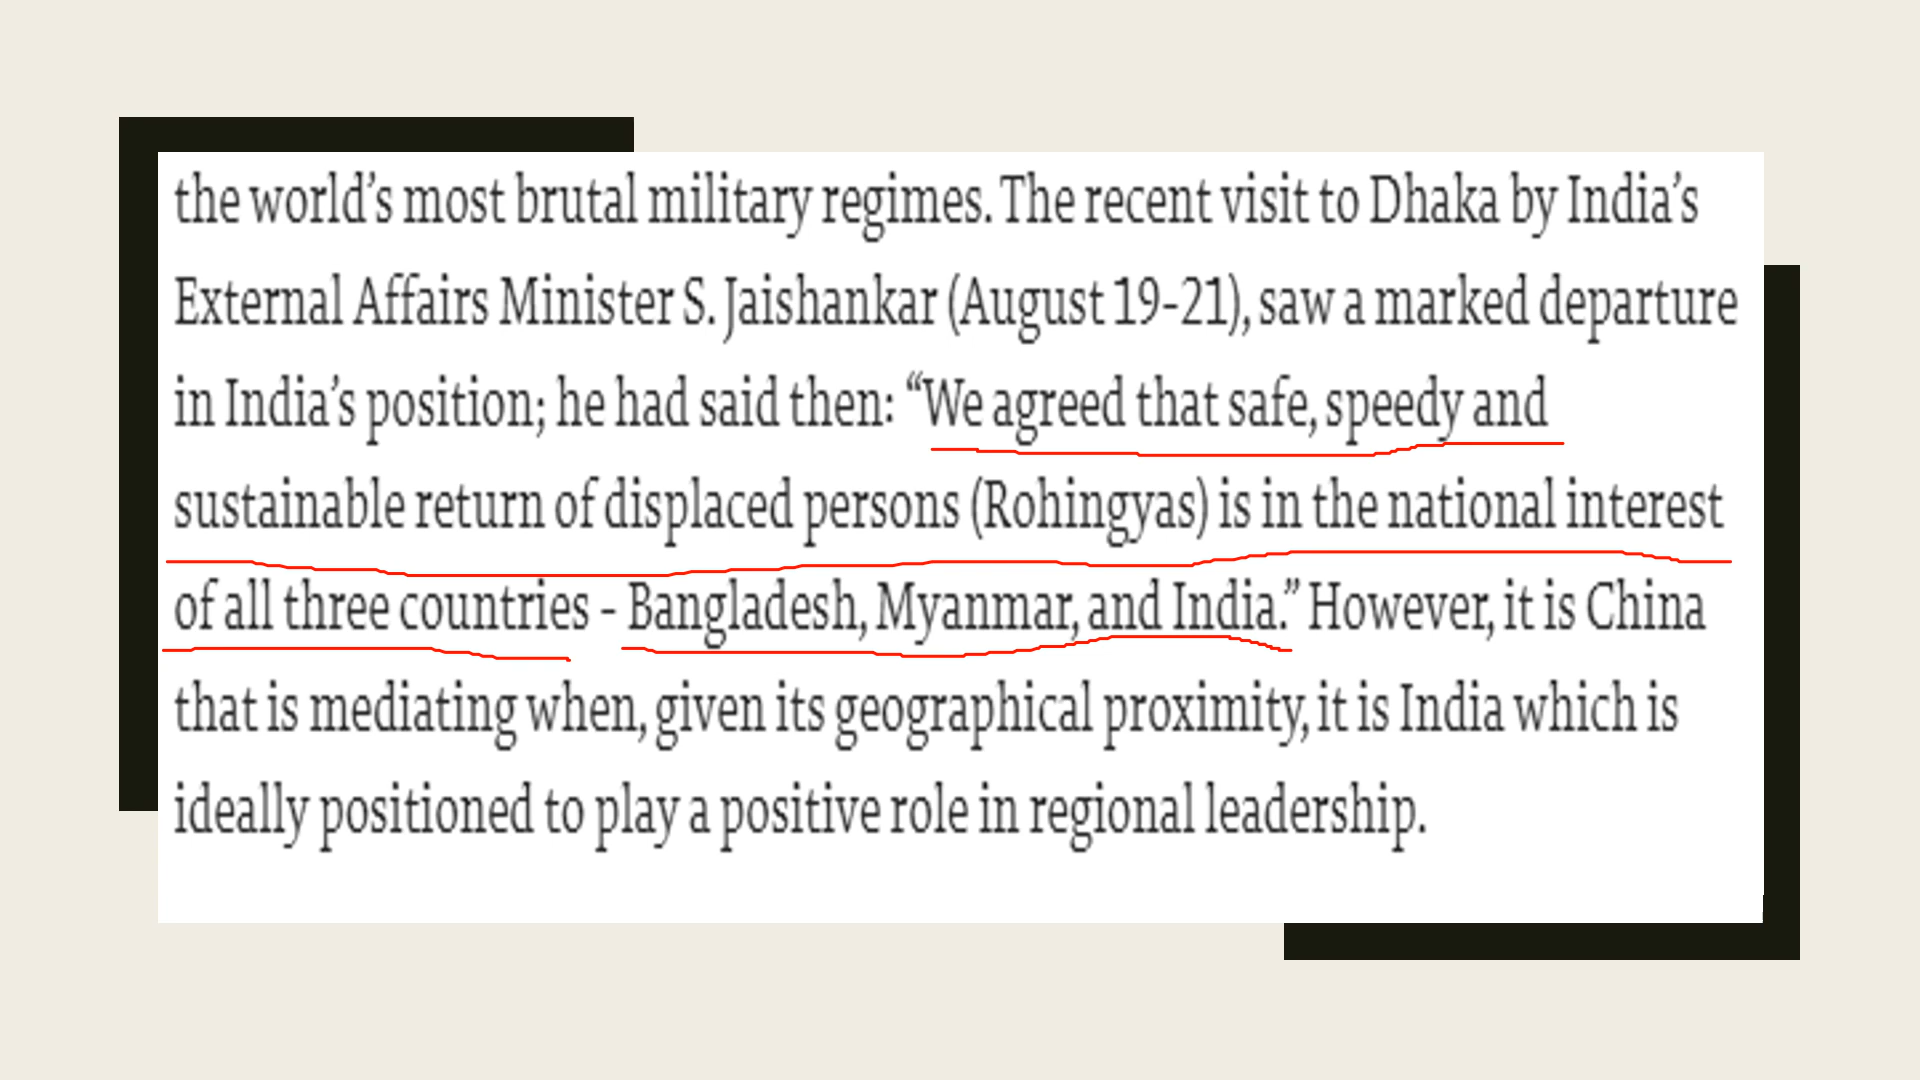 the world’s most brutal military regimes. The recent visit to Dhaka by India’s
External Affairs Minister S. Jaishankar (August 19-21), saw a marked departure
in India’s position; he had said then: “We agreed that safe, speedy and
sustainable return of displaced persons (Rohingyas) is in the national interest
of all three countries - Bangladesh, Myanmar, and India.” However, it is China
that is mediating when, given its geographical proximity, it is India which is
ideally positioned to play a positive role in regional leadership.